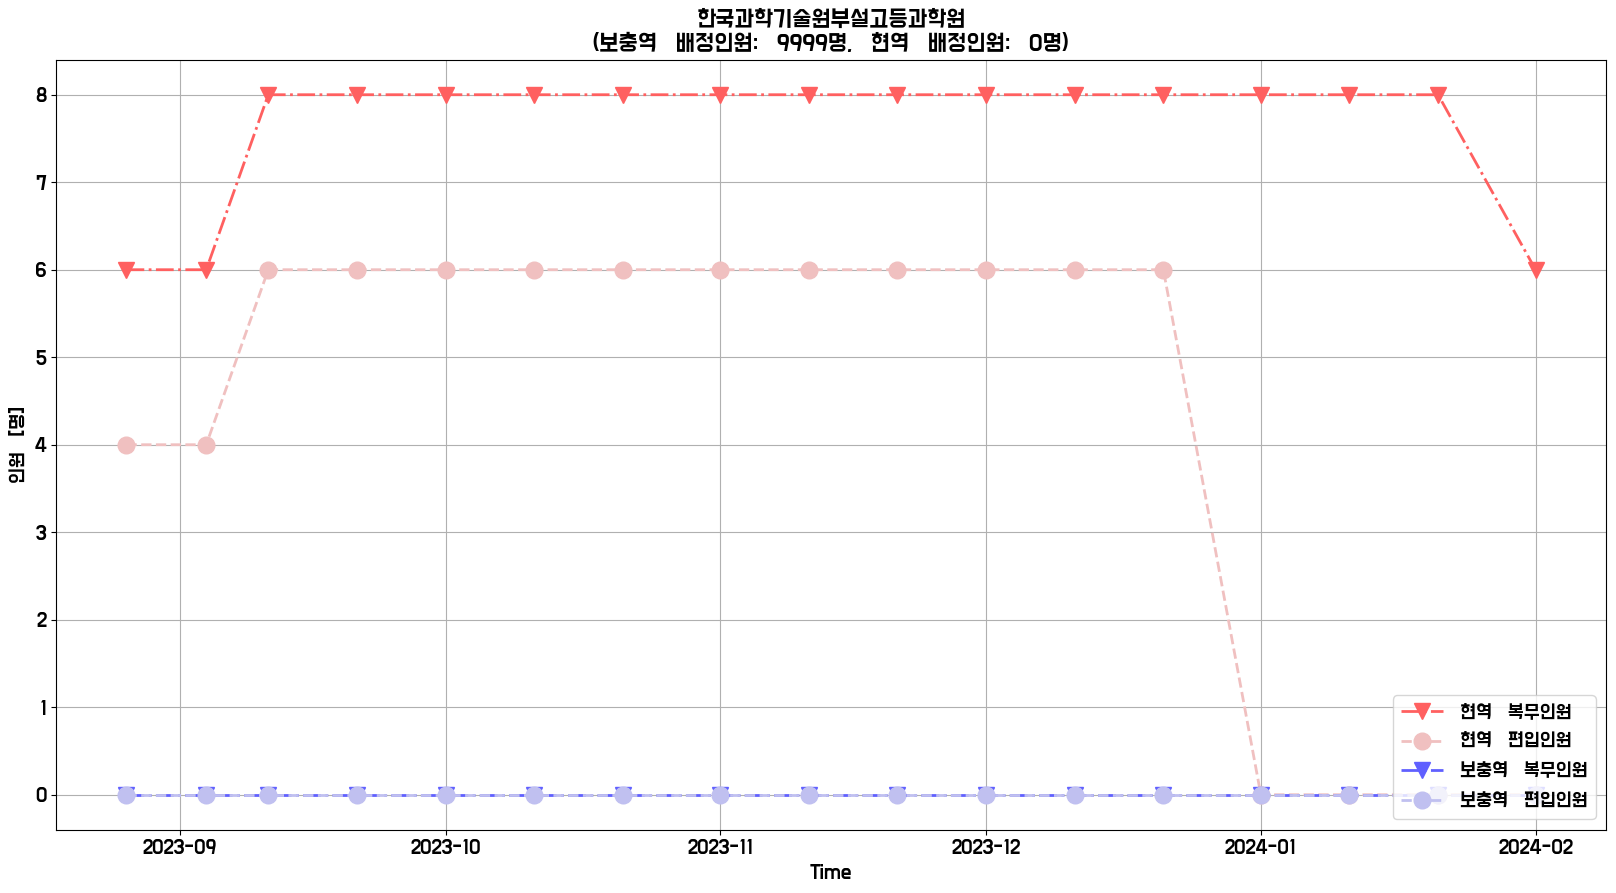 한국과학기술원부설고등과학원
(보충역 배정인원: 9999명, 현역 배정인원: 0명)
8
7
6
5
4
3
2
1
0
인원 [명]
현역 복무인원
현역 편입인원
보충역 복무인원
보충역 편입인원
2023-09 2023-10 2023-11 2023-12 2024-01 2024-02
Time